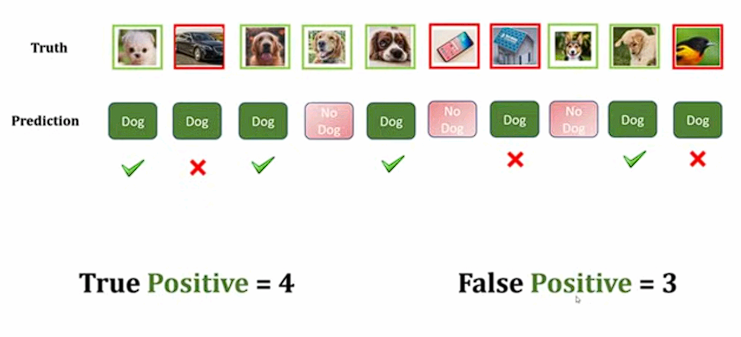 Truth
Prediction
Dog
Dog
Dog
No
Dog
Dog
No
Dog
Dog
No
Dog
Dog
Dog
True Positive = 4
False Positive = 3